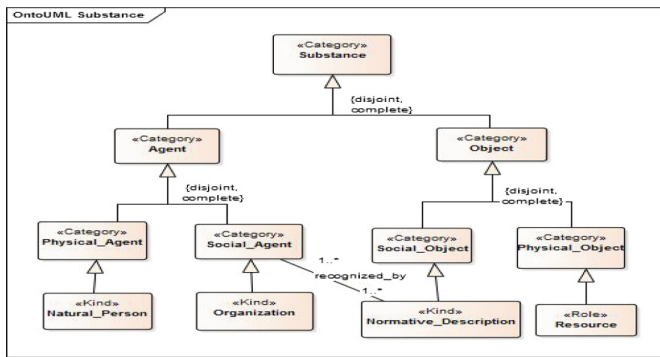 OntoUML Substance
«Category»
Substance
{disjoint,
complete}
«Category»
Agent
«Category»
Object
{disjoint,
complete}
{disjoint,
complete}
«Category»
Physical_Agent
«Category»
Social_Agent
«Category»
Social_Object
«Category»
Physical_Object
1..*
recognized_by
1..*
«Kind»
Natural_Person
«Kind»
Organization
«Kind»
Normative_Description
«Role»
Resource